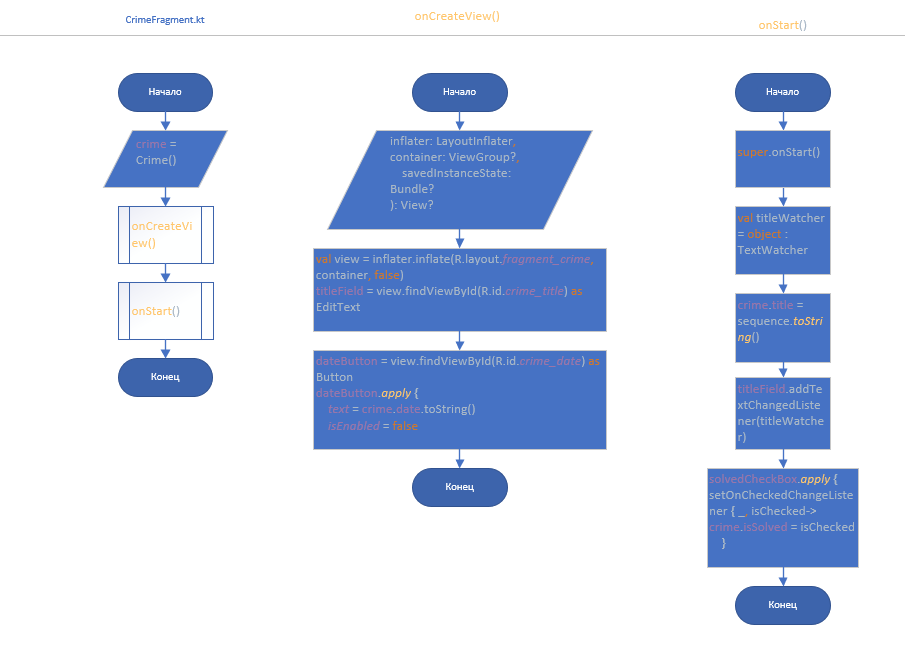 CrimeFragment.kt
Начало
crime =
Crime()
onCreateVi
ew()
onStart()
Конец
onCreateView()
Начало
inflater: LayoutInflater,
container: ViewGroup?,
savedInstanceState:
Bundle?
): View?
val view = inflater.inflate(R.layout.fragment_crime,
container, false)
titleField = view.findViewById(R.id.crime_title) as
EditText
dateButton = view.findViewById(R.id.crime_date) as
Button
dateButton.apply {
text = crime.date.toString()
isEnabled = false
Конец
onStart()
Начало
super.onStart()
val titleWatcher
= object :
TextWatcher
crime.title =
sequence.toStri
ng()
titleField.addTe
xtChangedListe
ner(titleWatche
r)
solvedCheckBox.apply {
setOnCheckedChangeListe
ner { _, isChecked->
crime.isSolved = isChecked
}
Конец